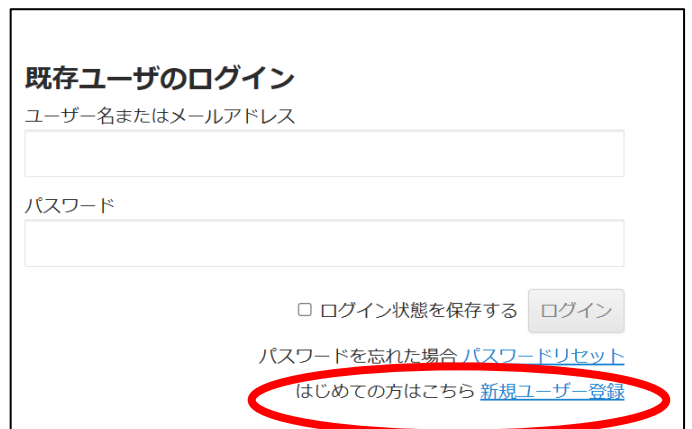 既存ユーザのログイン
ユーザー名またはメールアドレス
パスワード
ログイン状態を保存する ログイン
パスワードを忘れた場合 パスワードリセット
はじめての方はこちら 新規ユーザー登録